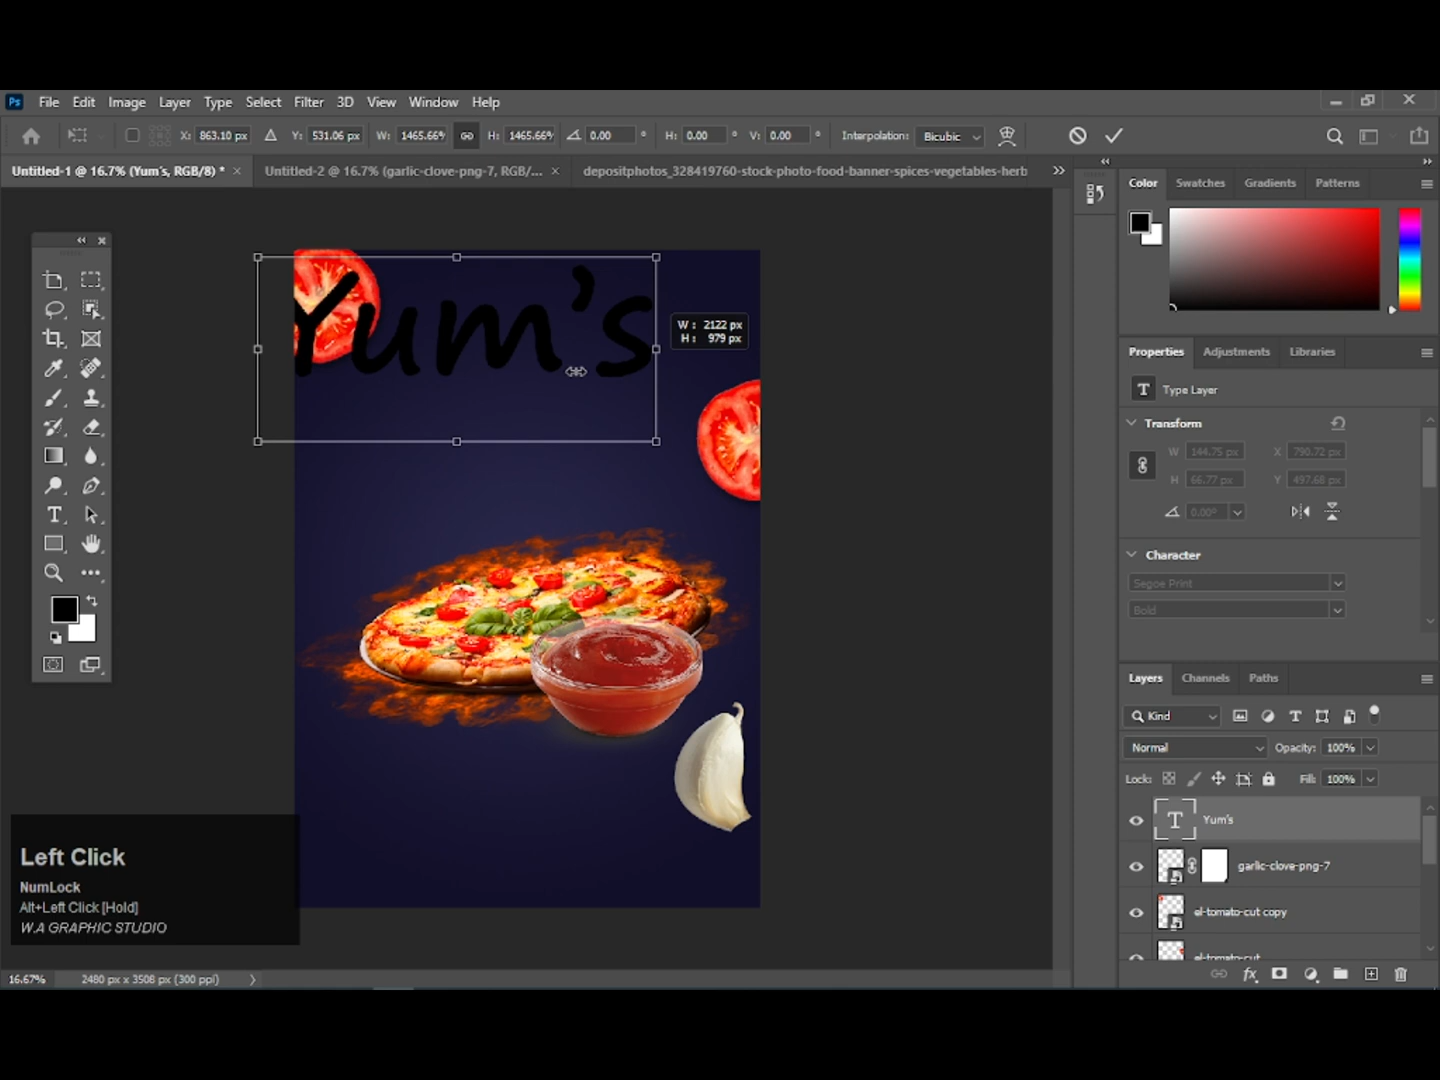 Ps File Edit Image Layer Type Select Filter 3D View Window Help
X: 863.10 px Y: 531.06 px W: 1465.66% H: 1465.66% 0.00 ° H: 0.00 ° V: 0.00 ° Interpolation: Bicubic
Untitled-1 @ 16.7% (Yum's, RGB/8) * × Untitled-2 @ 16.7% (garlic-clove-png-7, RGB/... × depositphotos_328419760-stock-photo-food-banner-spices-vegetables-herb
Color Swatches Gradients Patterns
Yum's
W : 2122 px
H : 979 px
Properties Adjustments Libraries
T Type Layer
Transform
W 144.75 px X 790.72 px
H 66.77 px Y 497.68 px
0.00°
Character
Segoe Print
Bold
Layers Channels Paths
Kind
Normal Opacity: 100%
Lock: Fill: 100%
T Yum's
garlic-clove-png-7
el-tomato-cut copy
el-tomato-cut
fx
Left Click
NumLock
Alt+Left Click [Hold]
W.A GRAPHIC STUDIO
16.67% 2480 px x 3508 px (300 ppi)